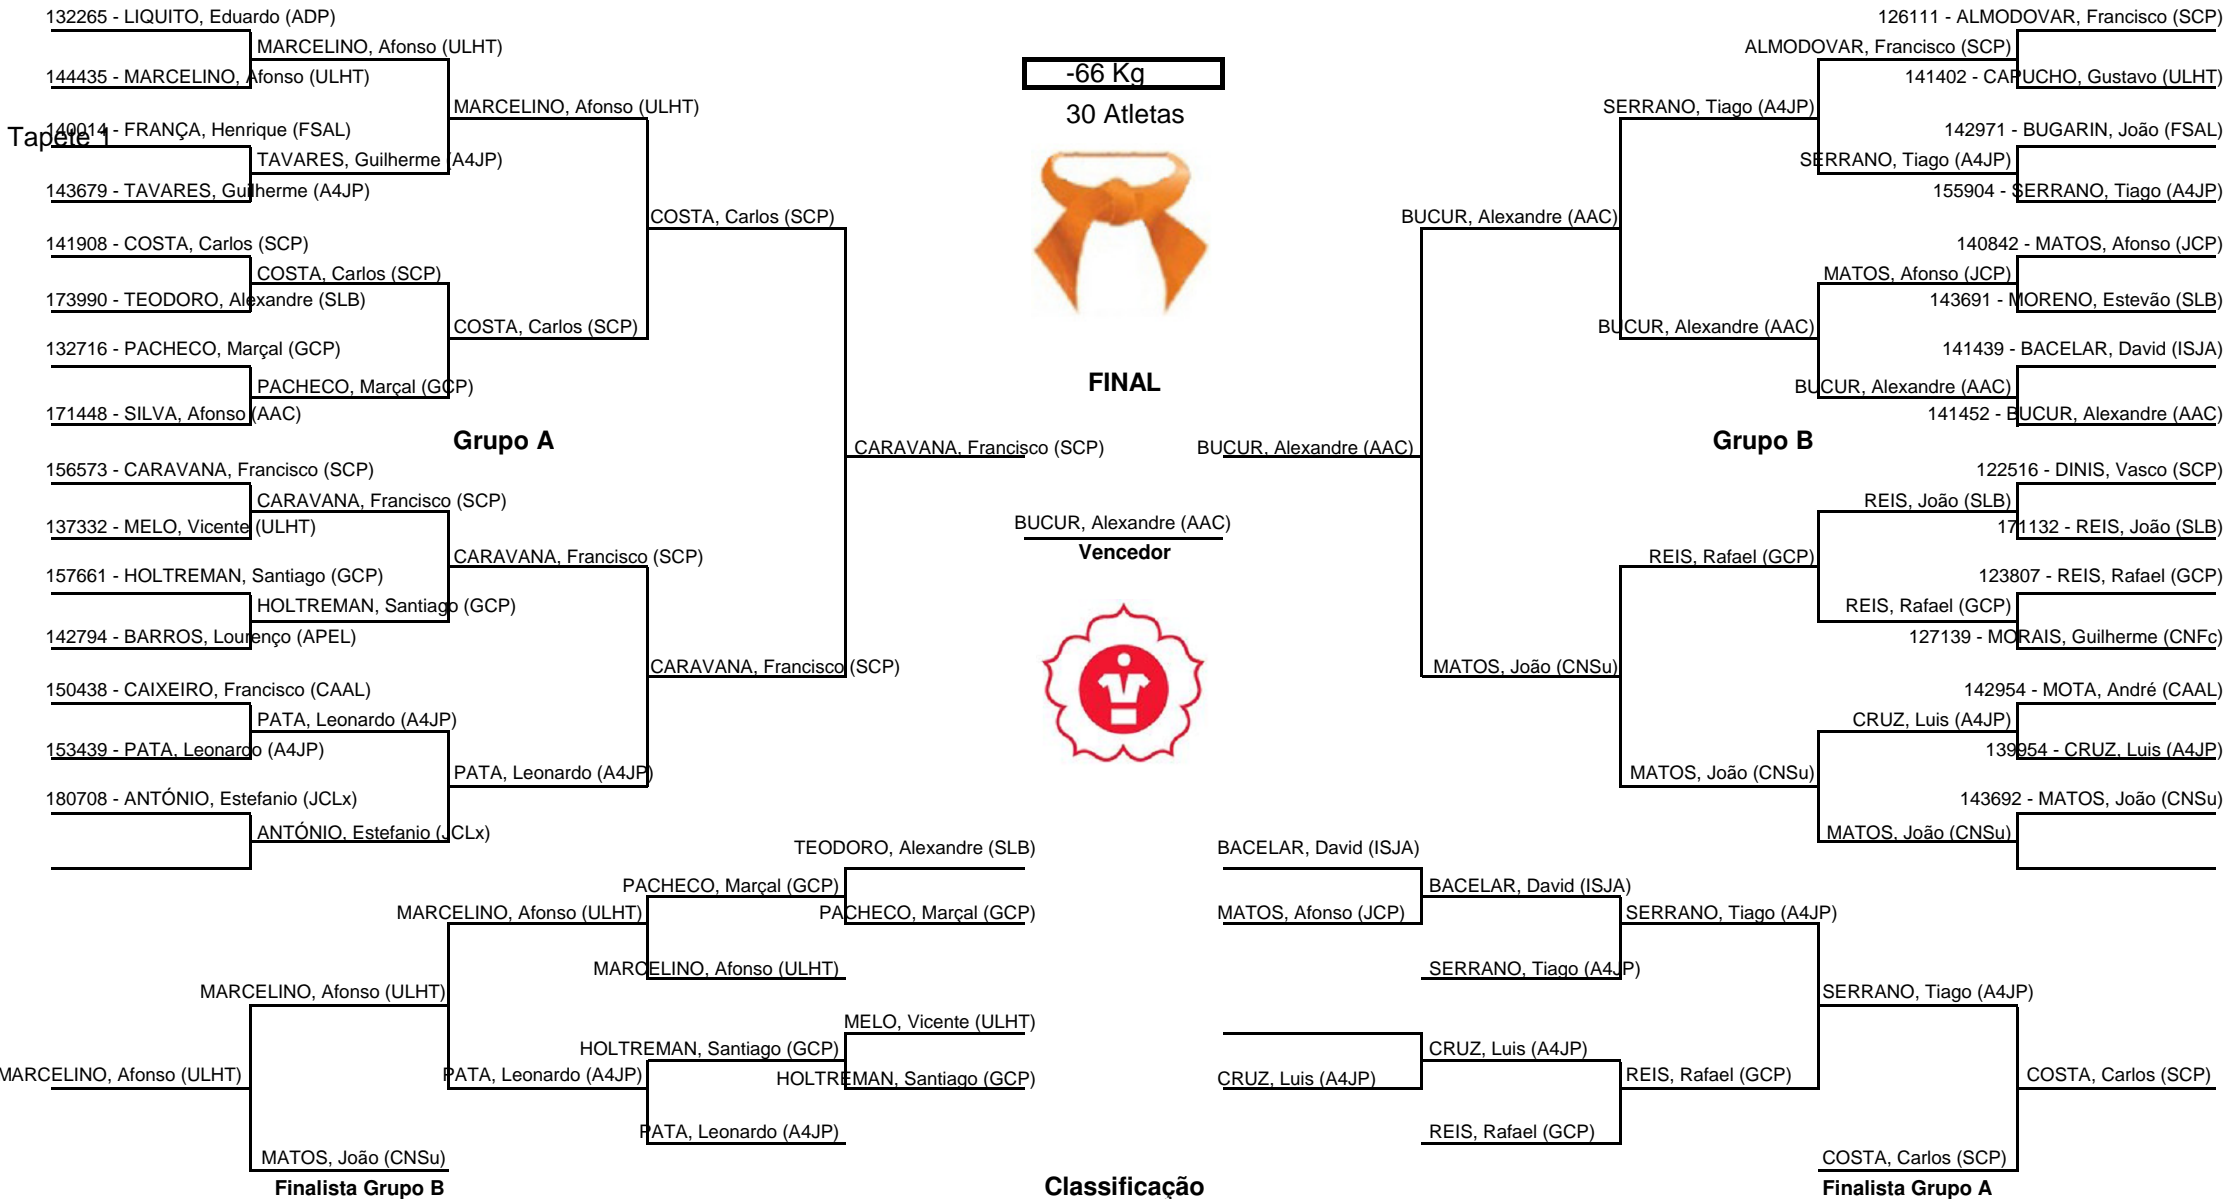 132265 - LIQUITO, Eduardo (ADP)
MARCELINO, Afonso (ULHT)
144435 - MARCELINO, Afonso (ULHT)
MARCELINO, Afonso (ULHT)
Tapete 1
140014 - FRANÇA, Henrique (FSAL)
TAVARES, Guilherme (A4JP)
143679 - TAVARES, Guilherme (A4JP)
COSTA, Carlos (SCP)
141908 - COSTA, Carlos (SCP)
COSTA, Carlos (SCP)
173990 - TEODORO, Alexandre (SLB)
COSTA, Carlos (SCP)
132716 - PACHECO, Marçal (GCP)
PACHECO, Marçal (GCP)
171448 - SILVA, Afonso (AAC)
Grupo A
CARAVANA, Francisco (SCP)
156573 - CARAVANA, Francisco (SCP)
CARAVANA, Francisco (SCP)
137332 - MELO, Vicente (ULHT)
CARAVANA, Francisco (SCP)
157661 - HOLTREMAN, Santiago (GCP)
HOLTREMAN, Santiago (GCP)
142794 - BARROS, Lourenço (APEL)
CARAVANA, Francisco (SCP)
150438 - CAIXEIRO, Francisco (CAAL)
PATA, Leonardo (A4JP)
153439 - PATA, Leonardo (A4JP)
PATA, Leonardo (A4JP)
180708 - ANTÓNIO, Estefanio (JCLx)
ANTÓNIO, Estefanio (JCLx)
-66 Kg
30 Atletas
FINAL
BUCUR, Alexandre (AAC)
Vencedor
126111 - ALMODOVAR, Francisco (SCP)
ALMODOVAR, Francisco (SCP)
141402 - CAPUCHO, Gustavo (ULHT)
SERRANO, Tiago (A4JP)
142971 - BUGARIN, João (FSAL)
SERRANO, Tiago (A4JP)
155904 - SERRANO, Tiago (A4JP)
BUCUR, Alexandre (AAC)
140842 - MATOS, Afonso (JCP)
MATOS, Afonso (JCP)
143691 - MORENO, Estevão (SLB)
BUCUR, Alexandre (AAC)
141439 - BACELAR, David (ISJA)
BUCUR, Alexandre (AAC)
141452 - BUCUR, Alexandre (AAC)
Grupo B
BUCUR, Alexandre (AAC)
122516 - DINIS, Vasco (SCP)
REIS, João (SLB)
171132 - REIS, João (SLB)
REIS, Rafael (GCP)
123807 - REIS, Rafael (GCP)
REIS, Rafael (GCP)
127139 - MORAIS, Guilherme (CNFc)
MATOS, João (CNSu)
142954 - MOTA, André (CAAL)
CRUZ, Luis (A4JP)
139954 - CRUZ, Luis (A4JP)
MATOS, João (CNSu)
143692 - MATOS, João (CNSu)
MATOS, João (CNSu)
TEODORO, Alexandre (SLB)
PACHECO, Marçal (GCP)
MARCELINO, Afonso (ULHT)
PACHECO, Marçal (GCP)
MARCELINO, Afonso (ULHT)
MARCELINO, Afonso (ULHT)
MELO, Vicente (ULHT)
HOLTREMAN, Santiago (GCP)
MARCELINO, Afonso (ULHT)
PATA, Leonardo (A4JP)
HOLTREMAN, Santiago (GCP)
PATA, Leonardo (A4JP)
MATOS, João (CNSu)
Finalista Grupo B
BACELAR, David (ISJA)
BACELAR, David (ISJA)
MATOS, Afonso (JCP)
SERRANO, Tiago (A4JP)
SERRANO, Tiago (A4JP)
SERRANO, Tiago (A4JP)
CRUZ, Luis (A4JP)
CRUZ, Luis (A4JP)
REIS, Rafael (GCP)
COSTA, Carlos (SCP)
REIS, Rafael (GCP)
COSTA, Carlos (SCP)
Classificação
Finalista Grupo A